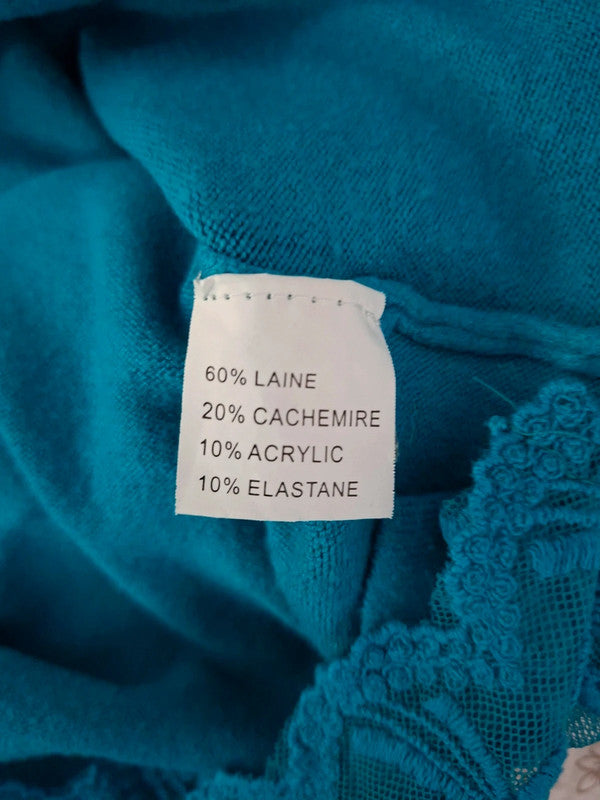 60% LAINE
20% CACHEMIRE
10% ACRYLIC
10% ELASTANE